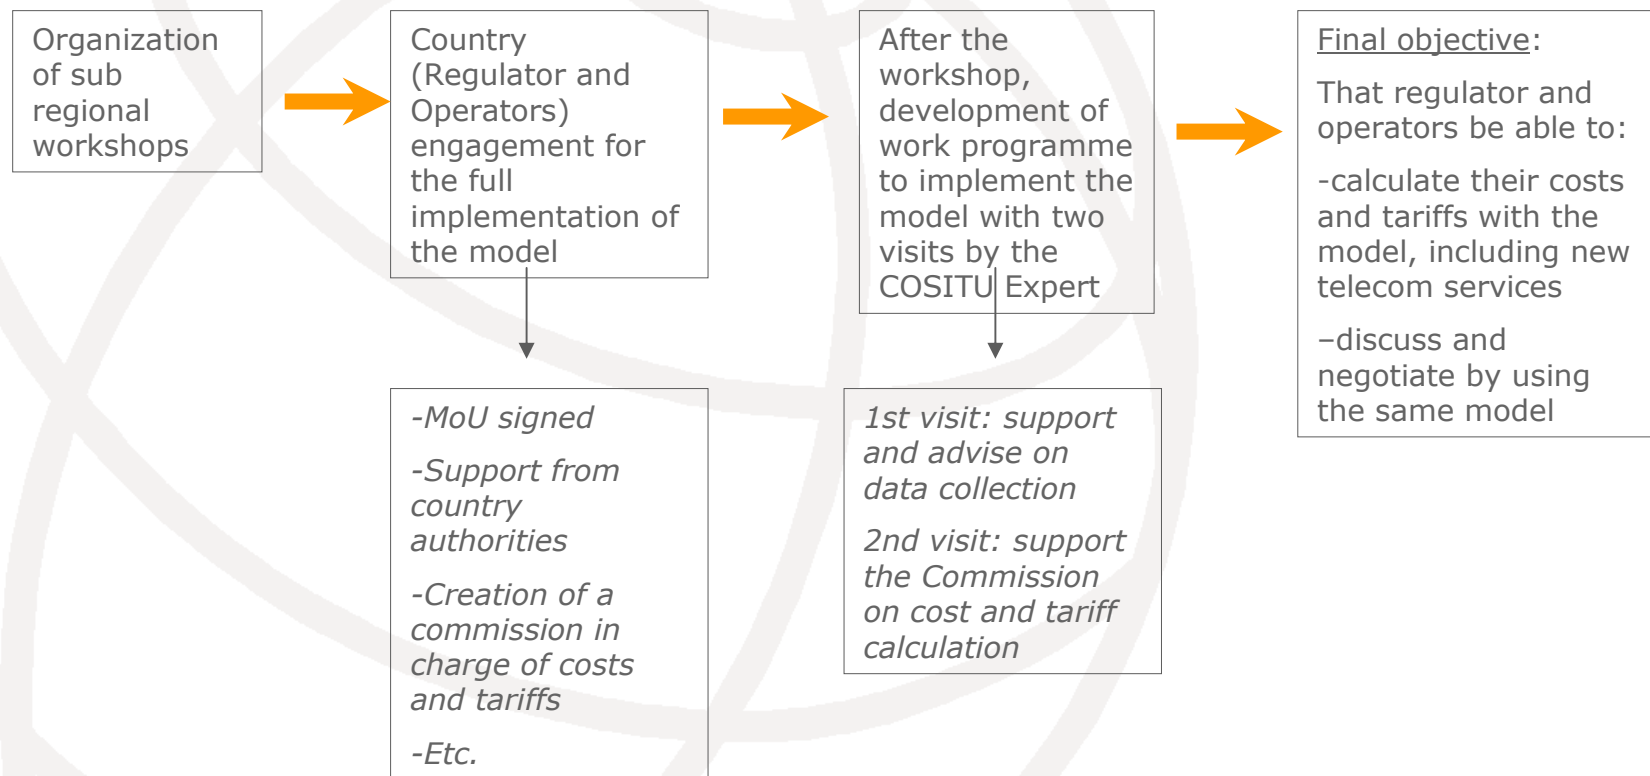 Organization
of sub
regional
workshops
Country
(Regulator and
Operators)
engagement for
the full
implementation of
the model
After the
workshop,
development of
work programme
to implement the
model with two
visits by the
COSITU Expert
Final objective:
That regulator and
operators be able to:
-calculate their costs
and tariffs with the
model, including new
telecom services
–discuss and
negotiate by using
the same model
-MoU signed
-Support from
country
authorities
-Creation of a
commission in
charge of costs
and tariffs
-Etc.
1st visit: support
and advise on
data collection
2nd visit: support
the Commission
on cost and tariff
calculation